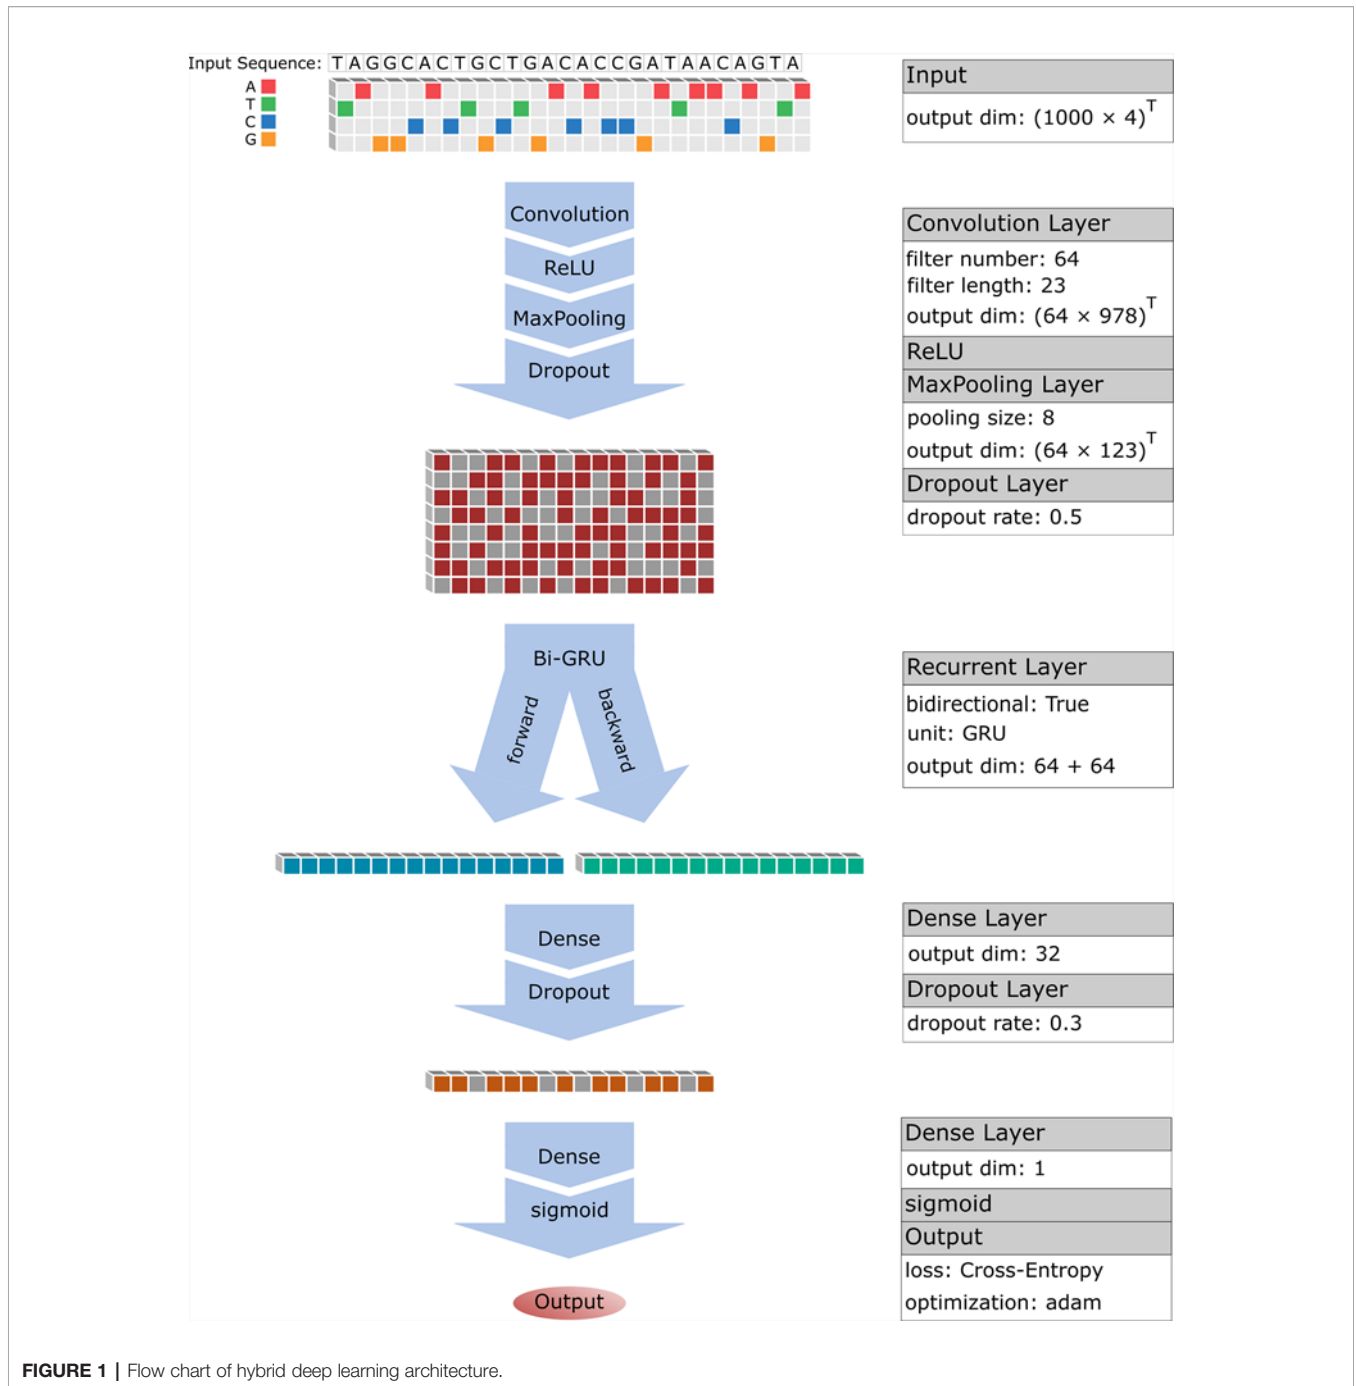 Input Sequence: TAGGCACTGCTGACACCGATAACAGTA
A
T
C
G
Input
output dim: (1000 × 4)ᵀ
Convolution
ReLU
MaxPooling
Dropout
Convolution Layer
filter number: 64
filter length: 23
output dim: (64 × 978)ᵀ
ReLU
MaxPooling Layer
pooling size: 8
output dim: (64 × 123)ᵀ
Dropout Layer
dropout rate: 0.5
Bi-GRU
forward
backward
Recurrent Layer
bidirectional: True
unit: GRU
output dim: 64 + 64
Dense
Dropout
Dense Layer
output dim: 32
Dropout Layer
dropout rate: 0.3
Dense
sigmoid
Output
Dense Layer
output dim: 1
sigmoid
Output
loss: Cross-Entropy
optimization: adam
FIGURE 1 | Flow chart of hybrid deep learning architecture.